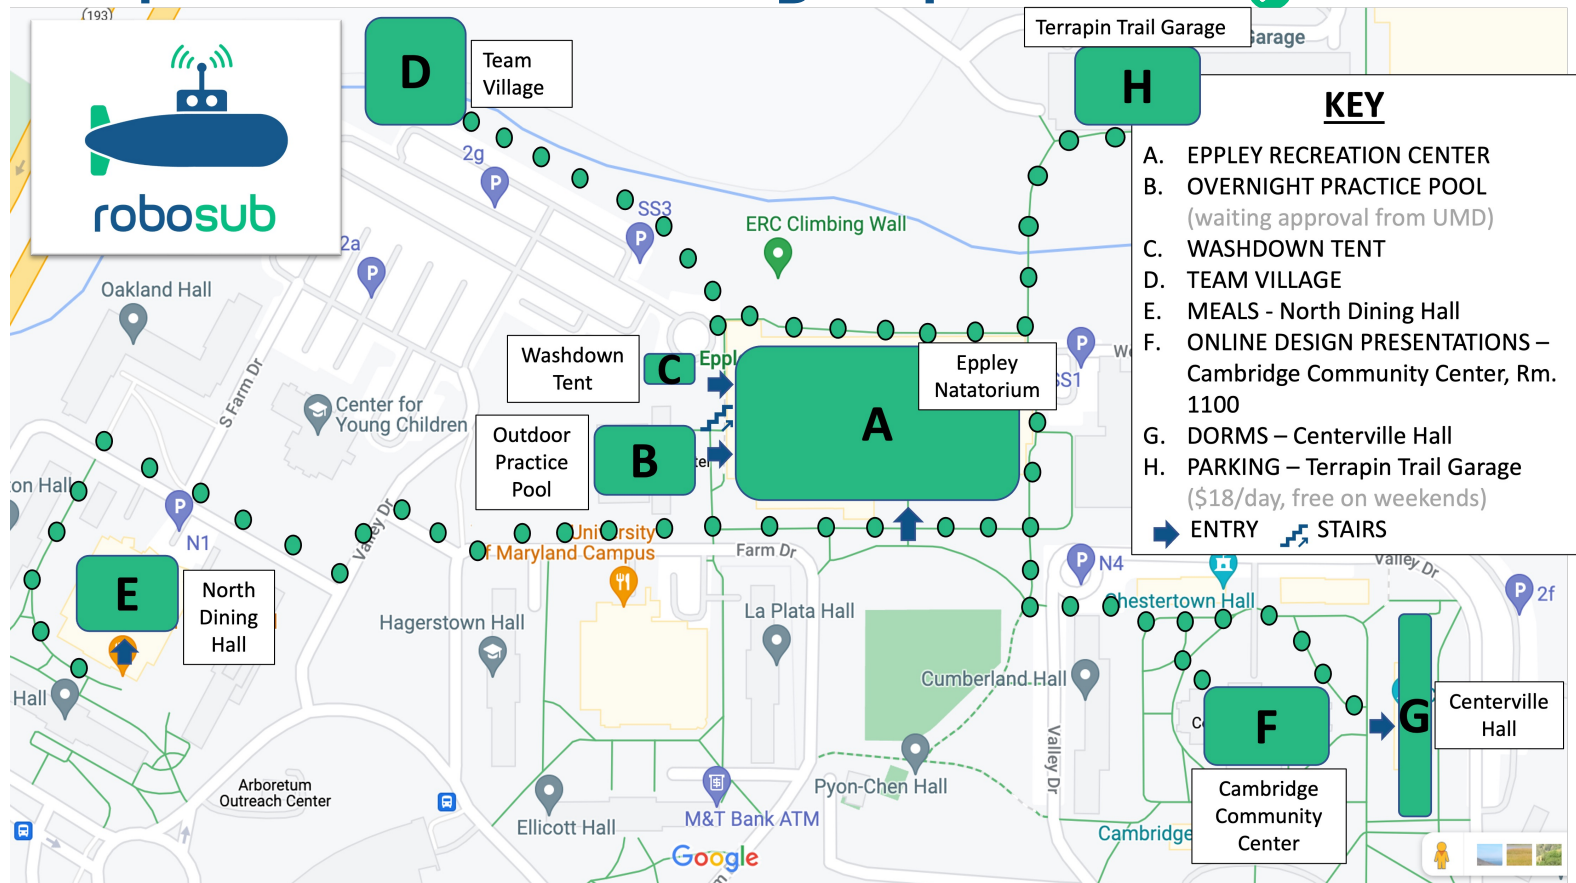 (193)
robosub
D
Team
Village
Terrapin Trail Garage
Garage
H
KEY
A. EPPLEY RECREATION CENTER
B. OVERNIGHT PRACTICE POOL
(waiting approval from UMD)
C. WASHDOWN TENT
D. TEAM VILLAGE
E. MEALS - North Dining Hall
F. ONLINE DESIGN PRESENTATIONS –
Cambridge Community Center, Rm.
1100
G. DORMS – Centerville Hall
H. PARKING – Terrapin Trail Garage
($18/day, free on weekends)
ENTRY
STAIRS
2g
P
SS3
P
2a
P
ERC Climbing Wall
Oakland Hall
S Farm Dr
Center for
Young Children
Washdown
Tent
C
Eppl
Eppley
Natatorium
P
SS1
A
Outdoor
Practice
Pool
B
on Hall
P
N1
Valley Dr
University
f Maryland Campus
Farm Dr
P
N4
Chestertown Hall
Valley Dr
P
2f
E
North
Dining
Hall
Hall
Hagerstown Hall
La Plata Hall
Cumberland Hall
Valley Dr
F
G
Centerville
Hall
Cambridge
Community
Center
Pyon-Chen Hall
Arboretum
Outreach Center
Ellicott Hall
M&T Bank ATM
Cambridge
Google